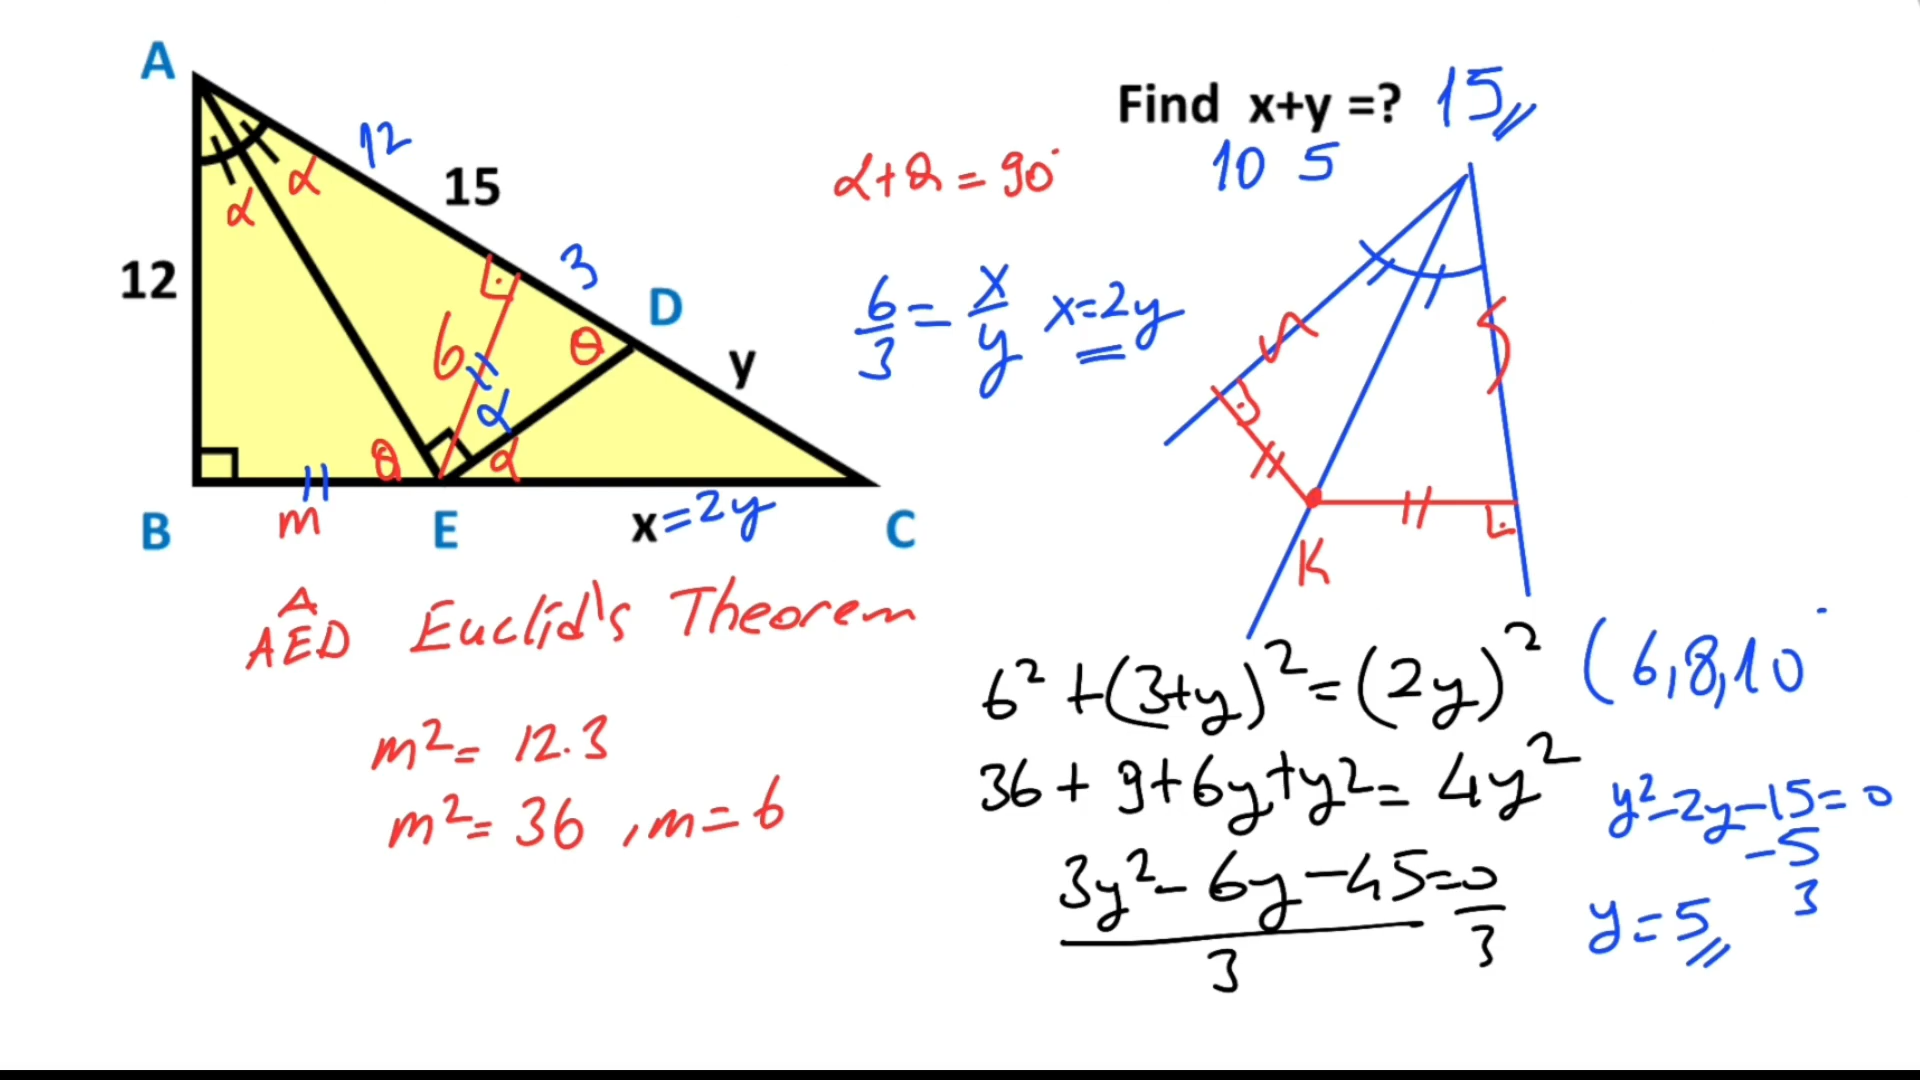 A
12
α
α
12
15
3
D
y
6
θ
α
α
θ
B
m
E
x=2y
C
Find x+y =? 15
10 5
α+θ=90°
6/3 = x/y x=2y
K
AED Euclid's Theorem
m²= 12.3
m²= 36 , m=6
6²+(3+y)²=(2y)² (6,8,10
36+9+6y+y²=4y²
y²-2y-15=0
-5
3
3y²-6y-45=0
3 3
y=5